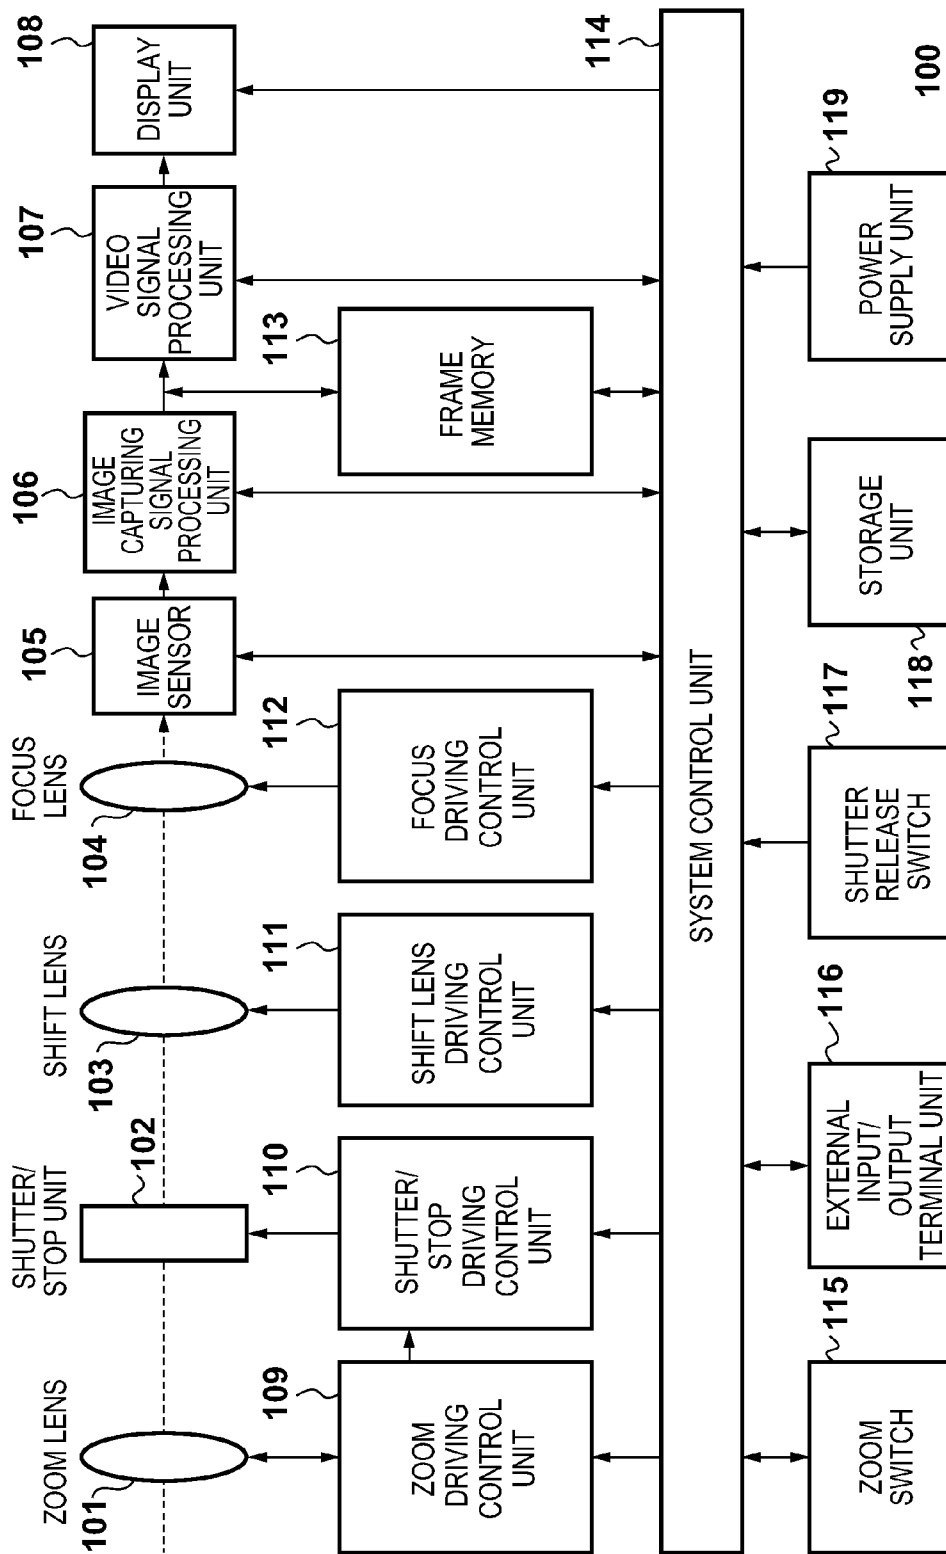 ZOOM LENS
101
SHUTTER/
STOP UNIT
102
SHIFT LENS
103
FOCUS
LENS
104
105
IMAGE
SENSOR
106
IMAGE
CAPTURING
SIGNAL
PROCESSING
UNIT
107
VIDEO
SIGNAL
PROCESSING
UNIT
108
DISPLAY
UNIT
109
ZOOM
DRIVING
CONTROL
UNIT
110
SHUTTER/
STOP
DRIVING
CONTROL
UNIT
111
SHIFT LENS
DRIVING
CONTROL
UNIT
112
FOCUS
DRIVING
CONTROL
UNIT
113
FRAME
MEMORY
114
SYSTEM CONTROL UNIT
115
ZOOM
SWITCH
116
EXTERNAL
INPUT/
OUTPUT
TERMINAL UNIT
117
SHUTTER
RELEASE
SWITCH
118
STORAGE
UNIT
119
POWER
SUPPLY UNIT
100